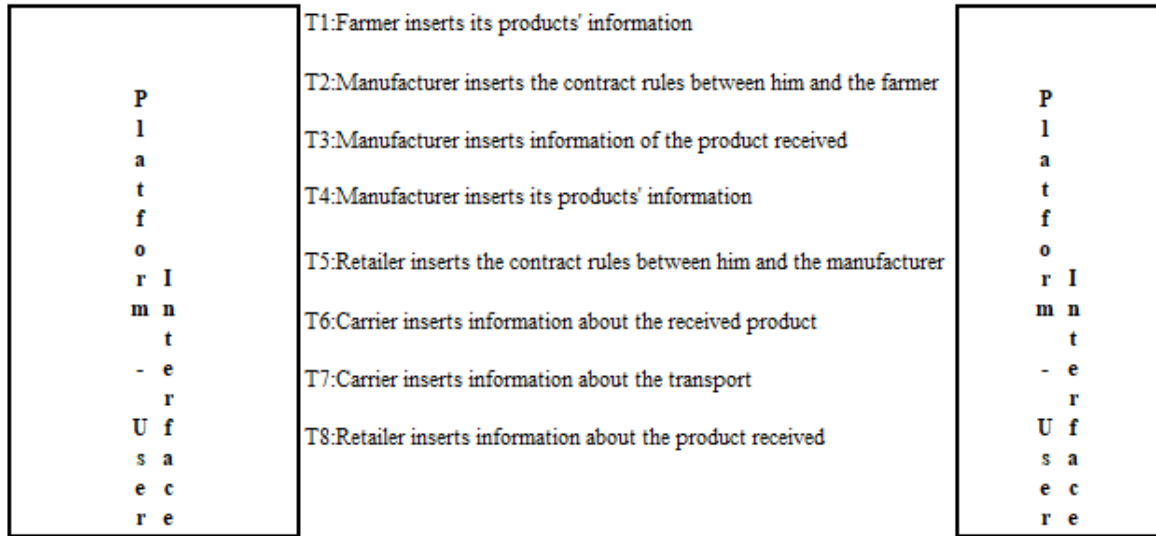 Platform - User
Interface
T1:Farmer inserts its products' information
T2:Manufacturer inserts the contract rules between him and the farmer
T3:Manufacturer inserts information of the product received
T4:Manufacturer inserts its products' information
T5:Retailer inserts the contract rules between him and the manufacturer
T6:Carrier inserts information about the received product
T7:Carrier inserts information about the transport
T8:Retailer inserts information about the product received
Platform - User
Interface